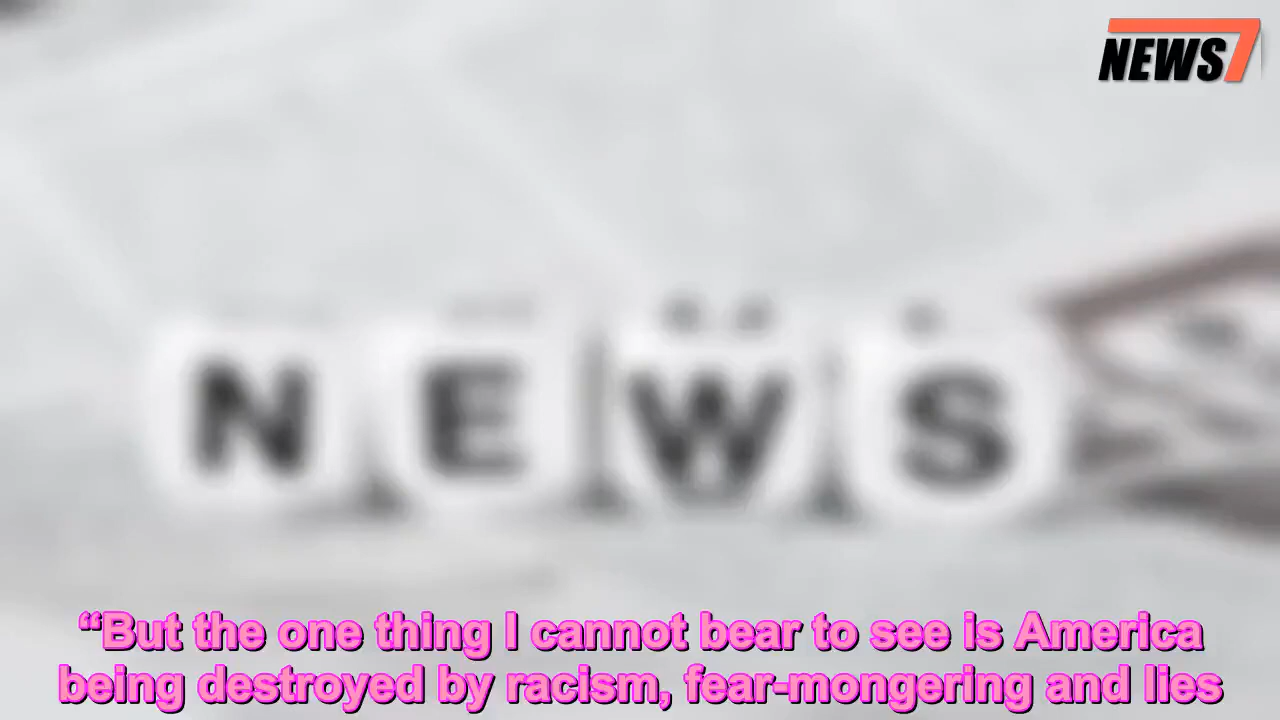 NEWS7
NEWS
“But the one thing I cannot bear to see is America
being destroyed by racism, fear-mongering and lies